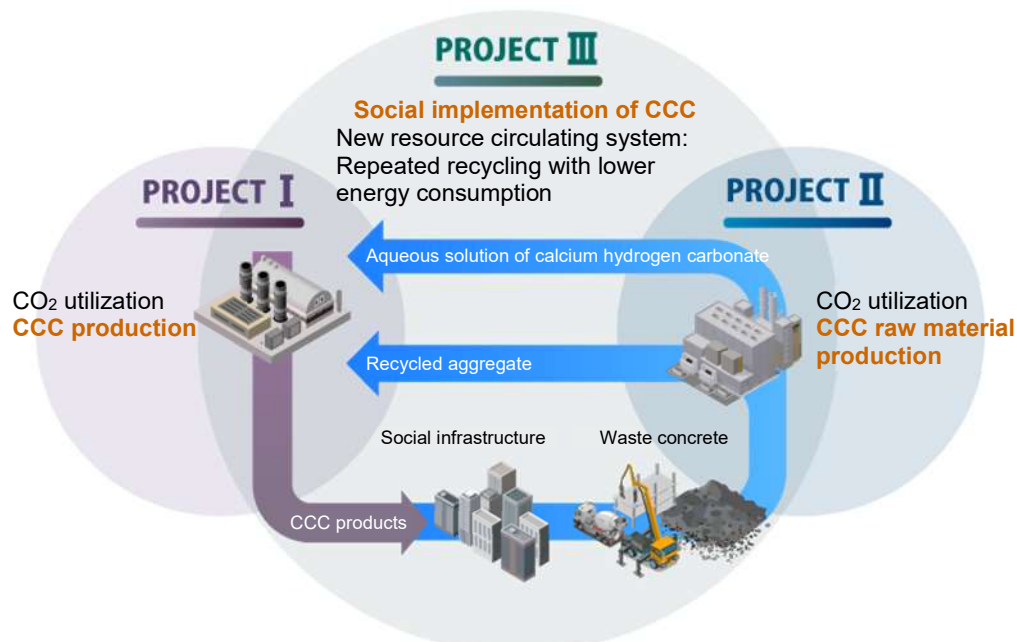 PROJECT III
Social implementation of CCC
New resource circulating system:
Repeated recycling with lower
energy consumption
PROJECT I
PROJECT II
Aqueous solution of calcium hydrogen carbonate
CO₂ utilization
CCC production
CO₂ utilization
CCC raw material
production
Recycled aggregate
Social infrastructure
Waste concrete
CCC products